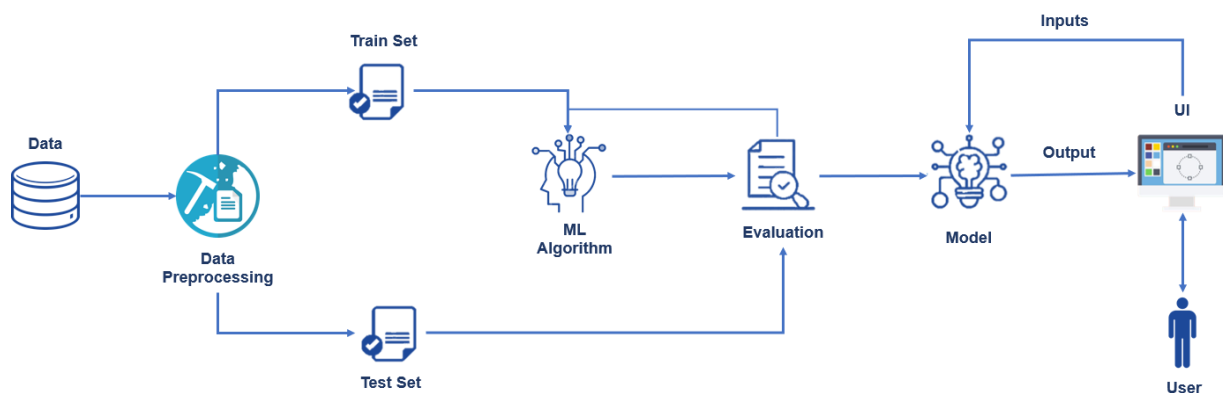 Inputs
Train Set
UI
Data
Output
ML
Algorithm
Evaluation
Model
Data
Preprocessing
Test Set
User